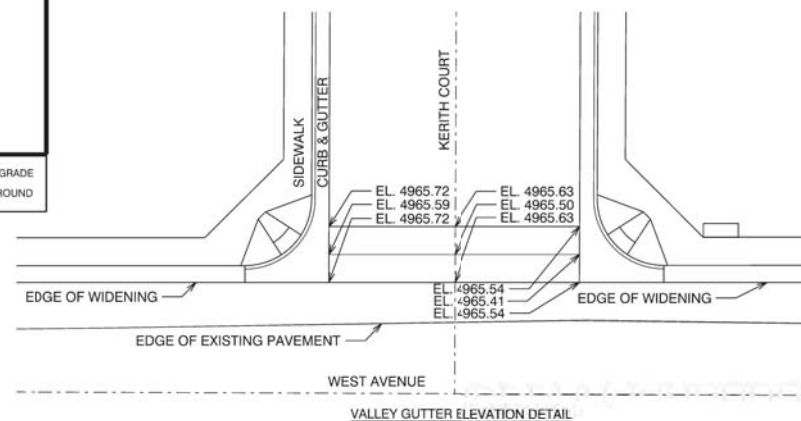 GRADE
ROUND
SIDEWALK
CURB & GUTTER
KERITH COURT
EL. 4965.72
EL. 4965.59
EL. 4965.72
EL. 4965.63
EL. 4965.50
EL. 4965.63
EL. 4965.54
EL. 4965.41
EL. 4965.54
EDGE OF WIDENING
EDGE OF WIDENING
EDGE OF EXISTING PAVEMENT
WEST AVENUE
VALLEY GUTTER ELEVATION DETAIL